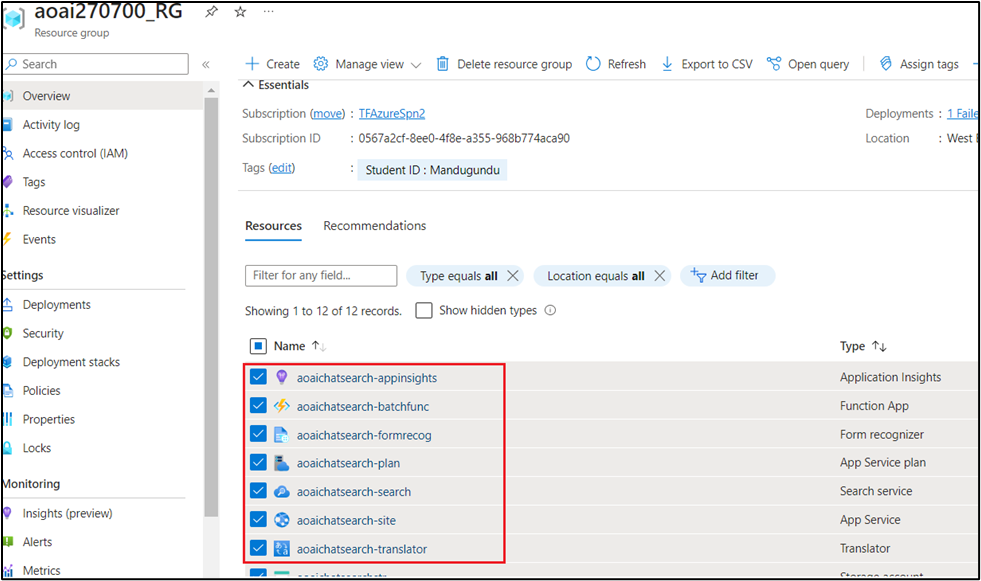 aoai270700_RG ...
Resource group
Search «
Overview
Activity log
Access control (IAM)
Tags
Resource visualizer
Events
Settings
Deployments
Security
Deployment stacks
Policies
Properties
Locks
Monitoring
Insights (preview)
Alerts
Metrics
Create Manage view Delete resource group Refresh Export to CSV Open query Assign tags
Essentials
Subscription (move) : TFAzureSpn2
Subscription ID : 0567a2cf-8ee0-4f8e-a355-968b774aca90
Tags (edit) : Student ID : Mandugundu
Deployments : 1 Faile
Location : West
Resources Recommendations
Filter for any field... Type equals all Location equals all Add filter
Showing 1 to 12 of 12 records. Show hidden types
Name ↑↓ Type ↑↓
aoaichatsearch-appinsights Application Insights
aoaichatsearch-batchfunc Function App
aoaichatsearch-formrecog Form recognizer
aoaichatsearch-plan App Service plan
aoaichatsearch-search Search service
aoaichatsearch-site App Service
aoaichatsearch-translator Translator